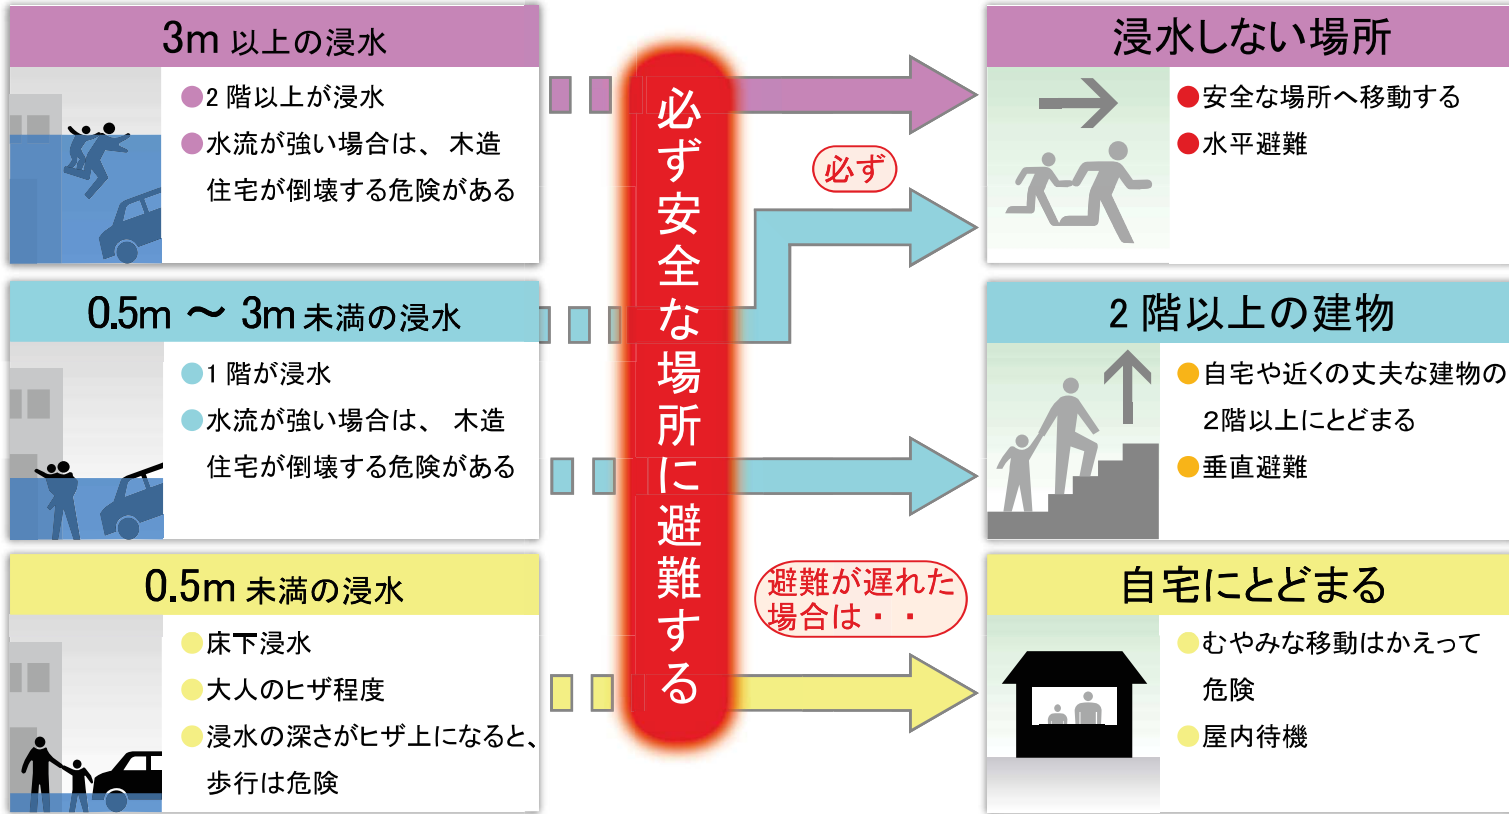 3m 以上の浸水
●2 階以上が浸水
●水流が強い場合は、 木造
住宅が倒壊する危険がある
0.5m ～ 3m 未満の浸水
●1 階が浸水
●水流が強い場合は、 木造
住宅が倒壊する危険がある
0.5m 未満の浸水
●床下浸水
●大人のヒザ程度
●浸水の深さがヒザ上になると、
歩行は危険
必ず安全な場所に避難する
必ず
避難が遅れた
場合は・・
浸水しない場所
●安全な場所へ移動する
●水平避難
2 階以上の建物
●自宅や近くの丈夫な建物の
2階以上にとどまる
●垂直避難
自宅にとどまる
●むやみな移動はかえって
危険
●屋内待機